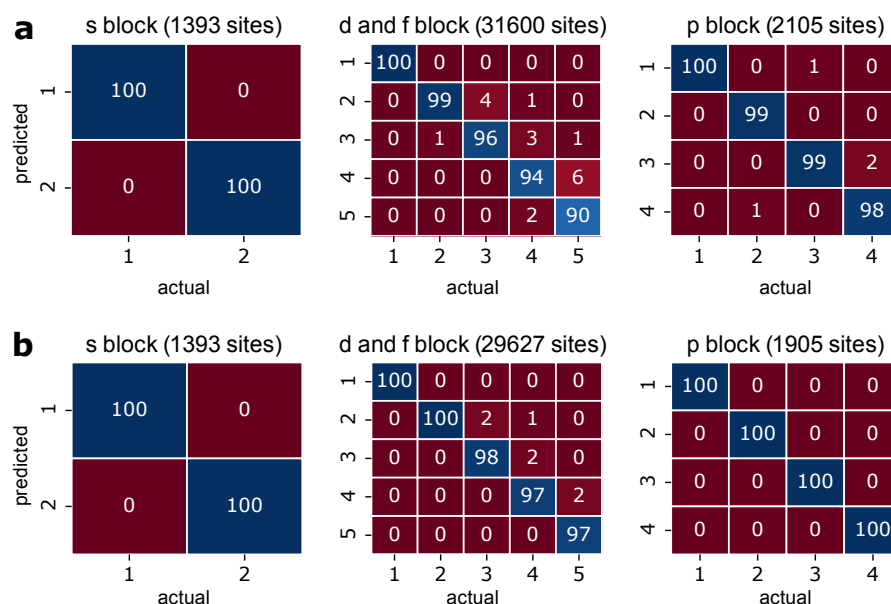 a
s block (1393 sites)
d and f block (31600 sites)
p block (2105 sites)
predicted
1
2
100 0
0 100
1 2
actual
1
2
3
4
5
100 0 0 0 0
0 99 4 1 0
0 1 96 3 1
0 0 0 94 6
0 0 0 2 90
1 2 3 4 5
actual
1
2
3
4
100 0 1 0
0 99 0 0
0 0 99 2
0 1 0 98
1 2 3 4
actual
b
s block (1393 sites)
d and f block (29627 sites)
p block (1905 sites)
predicted
1
2
100 0
0 100
1 2
actual
1
2
3
4
5
100 0 0 0 0
0 100 2 1 0
0 0 98 2 0
0 0 0 97 2
0 0 0 0 97
1 2 3 4 5
actual
1
2
3
4
100 0 0 0
0 100 0 0
0 0 100 0
0 0 0 100
1 2 3 4
actual